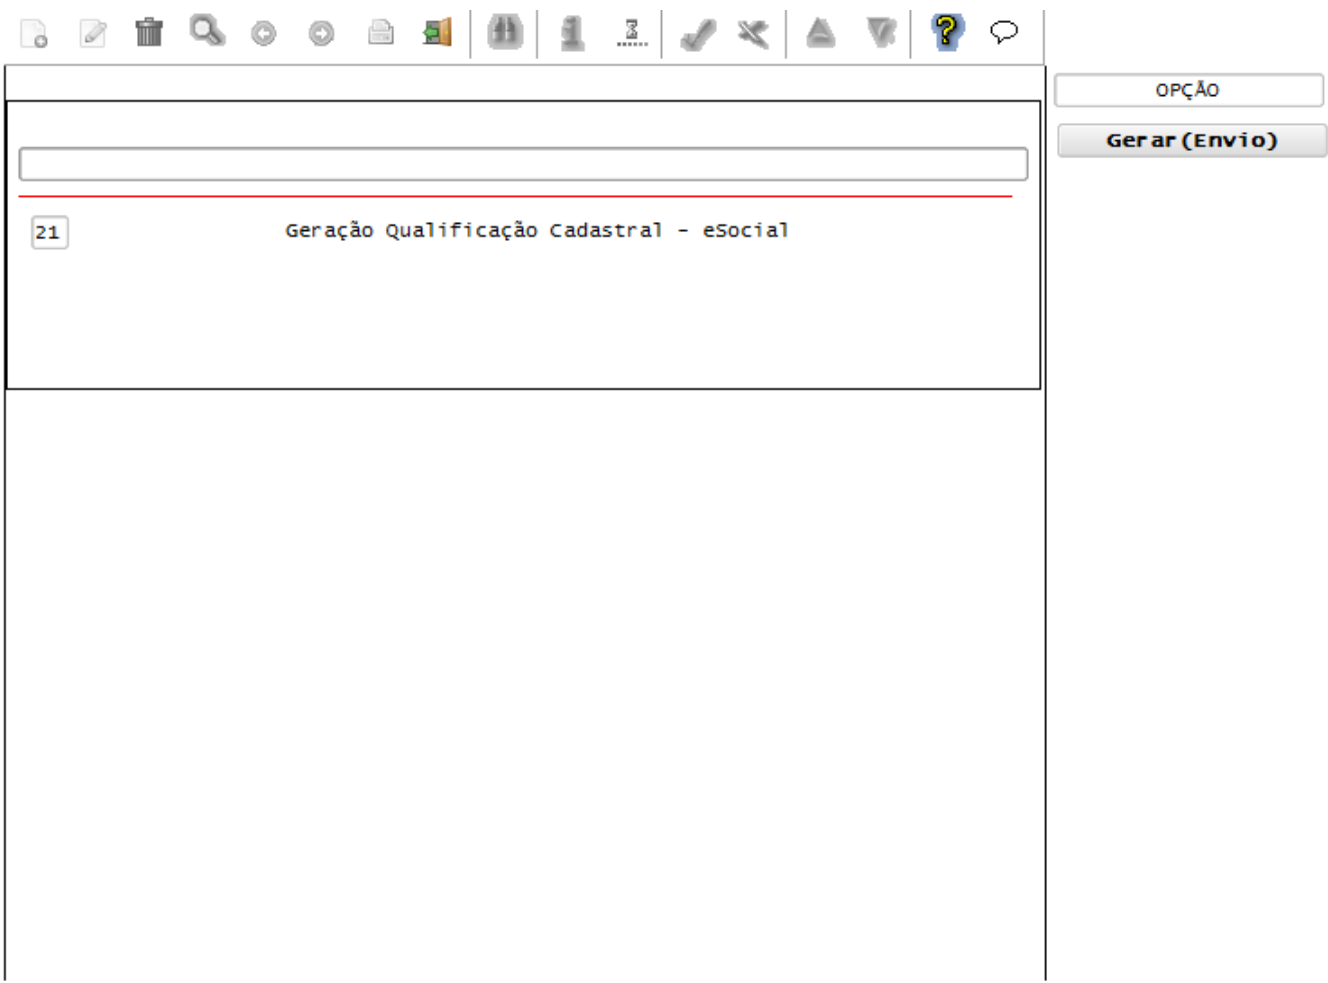 OPÇÃO
Gerar(Envio)
21 Geração Qualificação Cadastral - eSocial